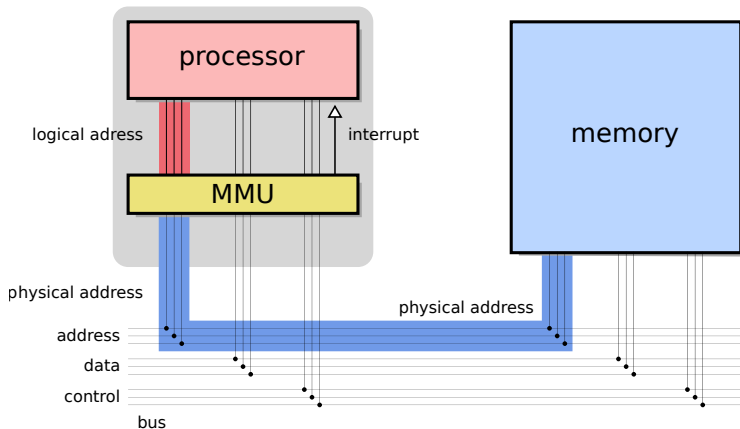 processor
memory
logical adress
interrupt
MMU
physical address
physical address
address
data
control
bus